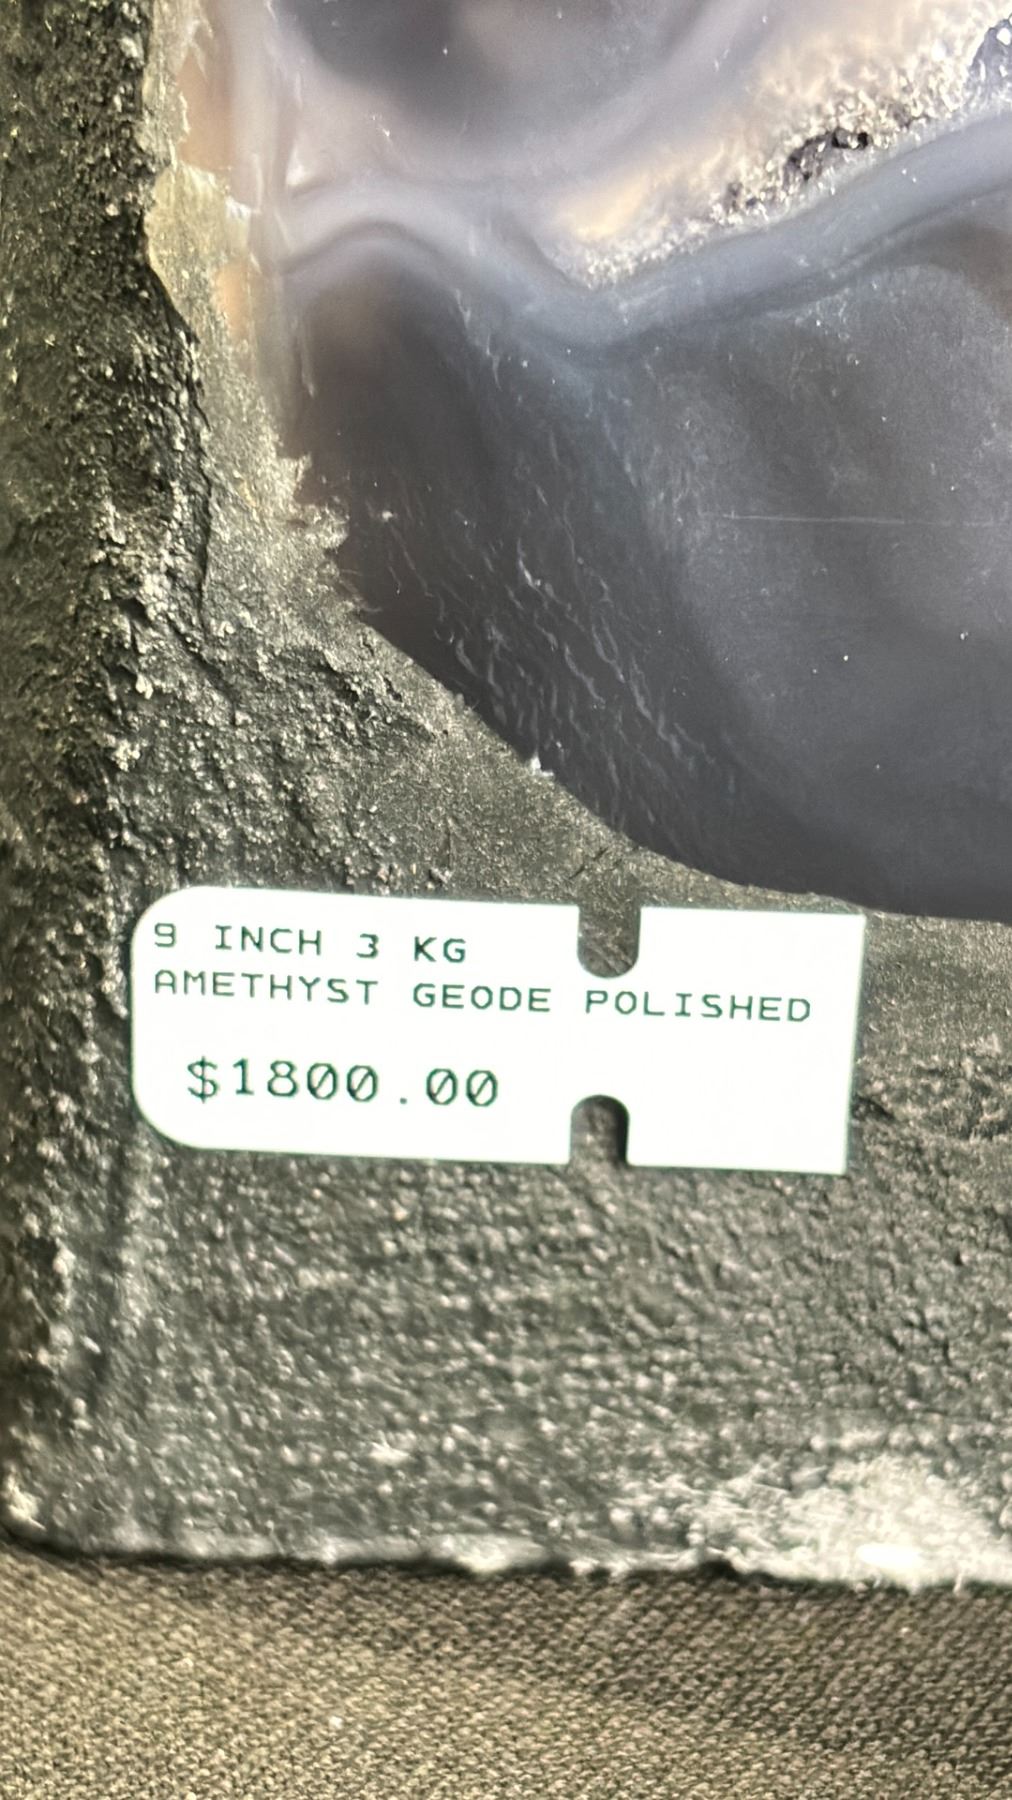 9 INCH 3 KG
AMETHYST GEODE POLISHED
$1800.00